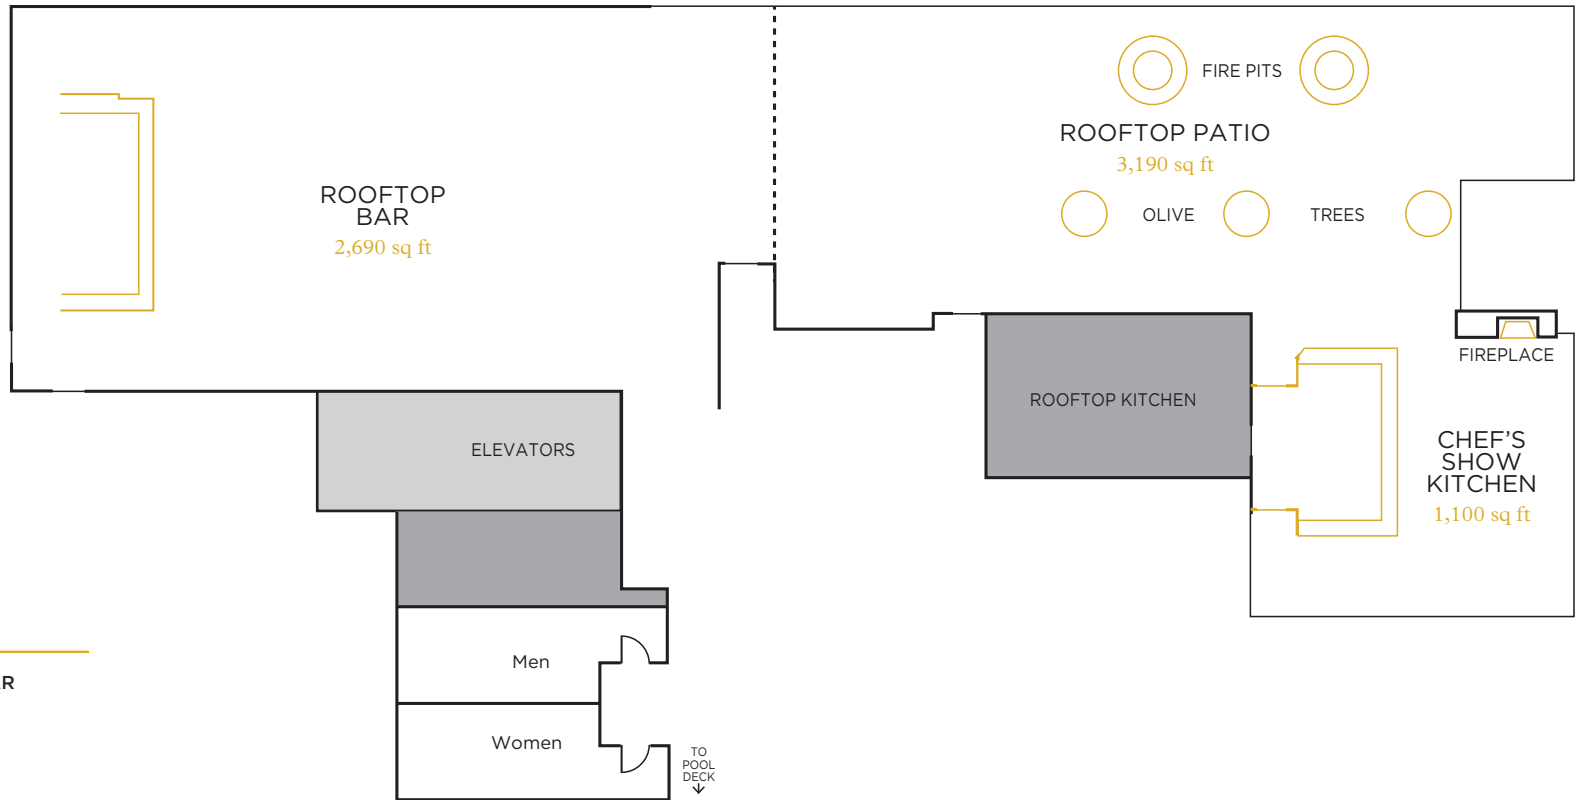 FIRE PITS
ROOFTOP PATIO
3,190 sq ft
ROOFTOP
BAR
2,690 sq ft
OLIVE TREES
FIREPLACE
ROOFTOP KITCHEN
CHEF’S
SHOW
KITCHEN
1,100 sq ft
ELEVATORS
Men
Women
TO
POOL
DECK